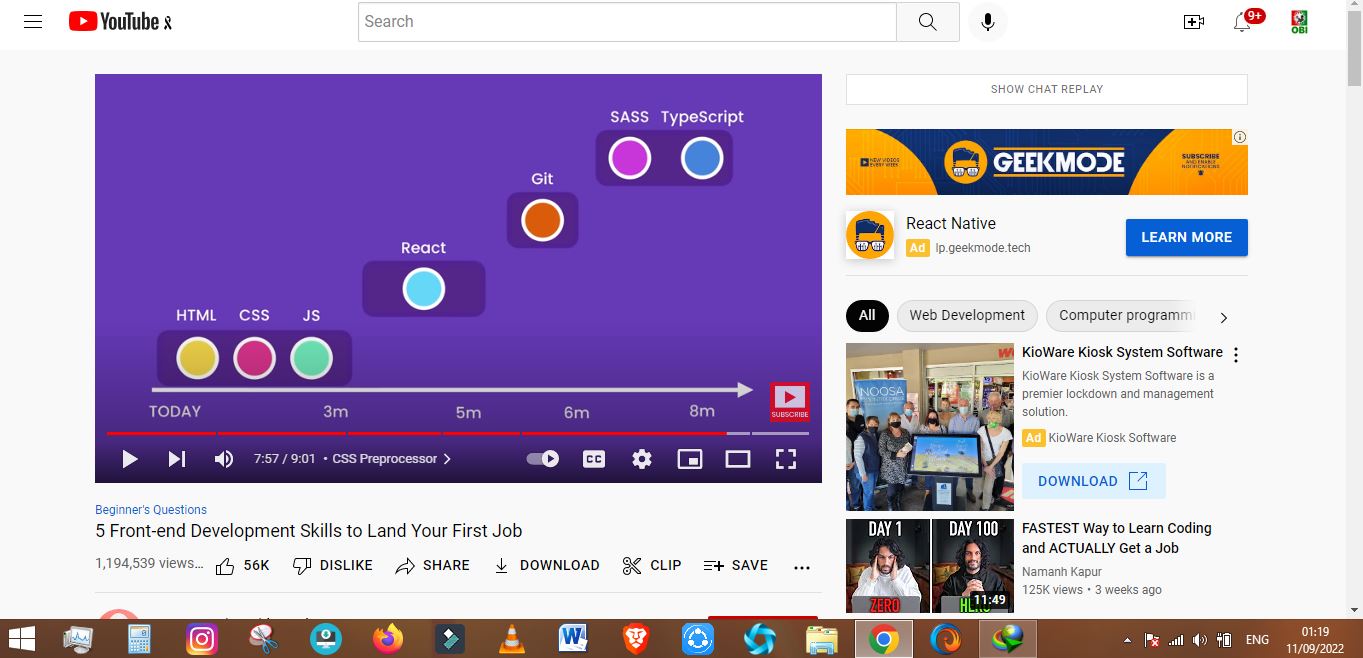 YouTube
Search
9+
OBI
SASS TypeScript
Git
React
HTML CSS JS
TODAY 3m 5m 6m 8m
SUBSCRIBE
7:57 / 9:01 • CSS Preprocessor
CC
Beginner's Questions
5 Front-end Development Skills to Land Your First Job
1,194,539 views...
56K DISLIKE SHARE DOWNLOAD CLIP SAVE ...
SHOW CHAT REPLAY
NEW VIDEOS
EVERY WEEK
GEEKMODE
SUBSCRIBE
AND ENABLE
NOTIFICATIONS
React Native
Ad lp.geekmode.tech
LEARN MORE
All Web Development Computer programmi
NOOSA
KioWare Kiosk System Software
KioWare Kiosk System Software is a
premier lockdown and management
solution.
Ad KioWare Kiosk Software
DOWNLOAD
DAY 1 DAY 100
ZERO
11:49
FASTEST Way to Learn Coding
and ACTUALLY Get a Job
Namanh Kapur
125K views • 3 weeks ago
ENG
01:19
11/09/2022